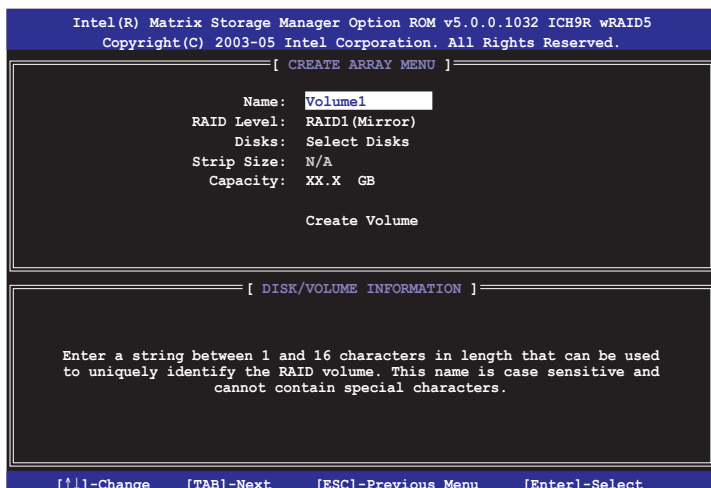 Intel(R) Matrix Storage Manager Option ROM v5.0.0.1032 ICH9R wRAID5
Copyright(C) 2003-05 Intel Corporation. All Rights Reserved.
[ CREATE ARRAY MENU ]
Name: Volume1
RAID Level: RAID1(Mirror)
Disks: Select Disks
Strip Size: N/A
Capacity: XX.X GB
Create Volume
[ DISK/VOLUME INFORMATION ]
Enter a string between 1 and 16 characters in length that can be used
to uniquely identify the RAID volume. This name is case sensitive and
cannot contain special characters.
[↑↓]-Change [TAB]-Next [ESC]-Previous Menu [Enter]-Select